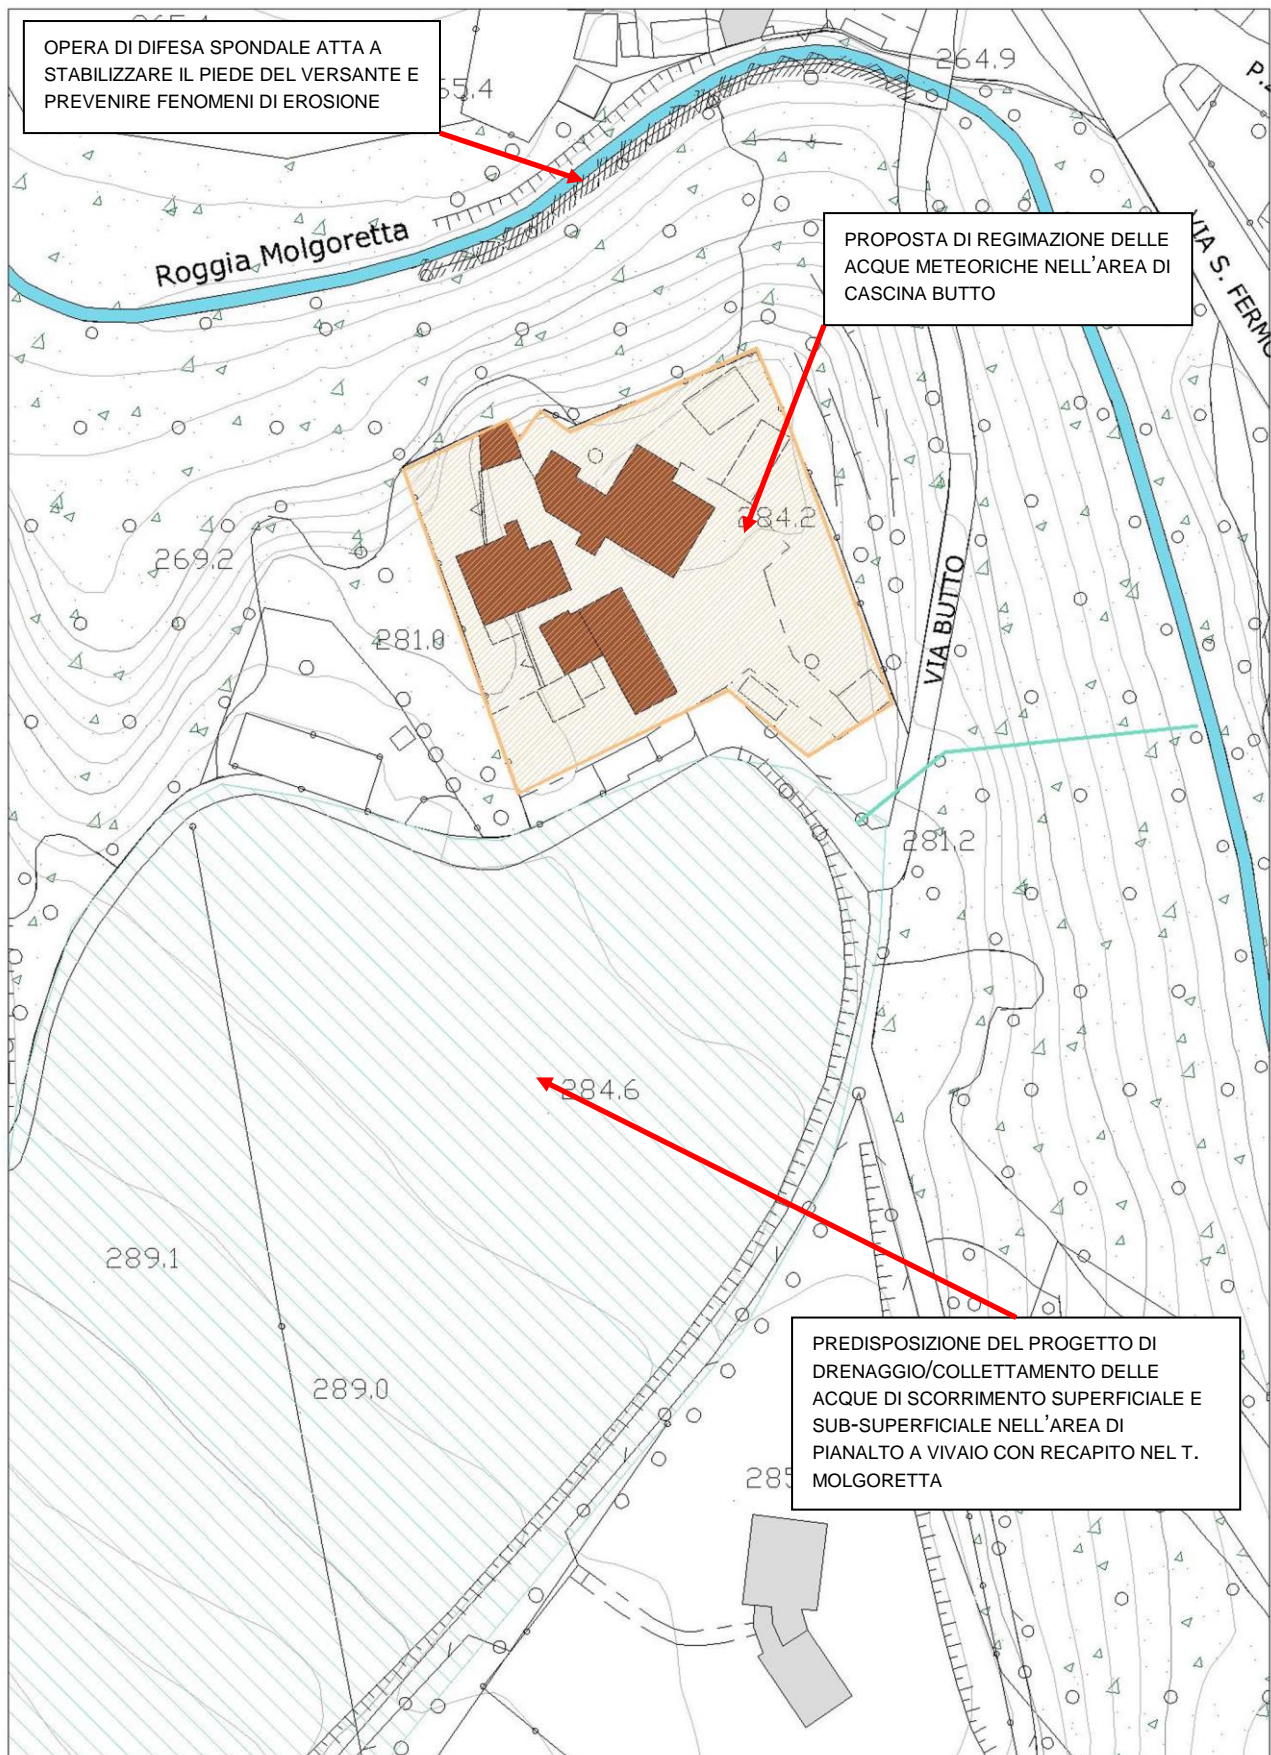 OPERA DI DIFESA SPONDALE ATTA A
STABILIZZARE IL PIEDE DEL VERSANTE E
PREVENIRE FENOMENI DI EROSIONE
65.4
264.9
Roggia Molgoretta
PROPOSTA DI REGIMAZIONE DELLE
ACQUE METEORICHE NELL'AREA DI
CASCINA BUTTO
VIA S. FERMO
284.2
269.2
281.0
VIA BUTTO
281.2
284.6
289.1
289.0
PREDISPOSIZIONE DEL PROGETTO DI
DRENAGGIO/COLLETTAMENTO DELLE
ACQUE DI SCORRIMENTO SUPERFICIALE E
SUB-SUPERFICIALE NELL'AREA DI
PIANALTO A VIVAIO CON RECAPITO NEL T.
MOLGORETTA
285